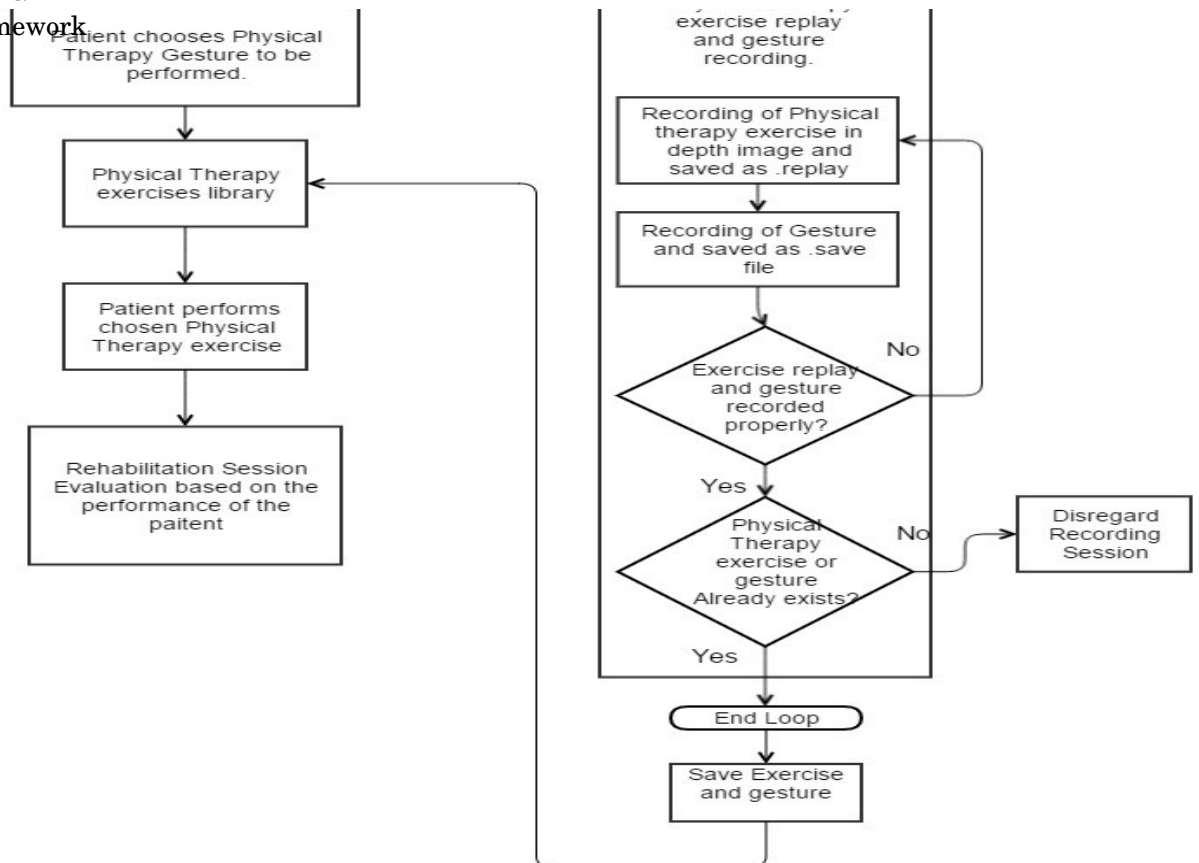 Patient chooses Physical
Therapy Gesture to be
performed.
Physical Therapy
exercises library
Patient performs
chosen Physical
Therapy exercise
Rehabilitation Session
Evaluation based on the
performance of the
paitent
exercise replay
and gesture
recording.
Recording of Physical
therapy exercise in
depth image and
saved as .replay
Recording of Gesture
and saved as .save
file
Exercise replay
and gesture
recorded
properly?
No
Yes
Physical
Therapy
exercise or
gesture
Already exists?
No
Disregard
Recording
Session
Yes
End Loop
Save Exercise
and gesture